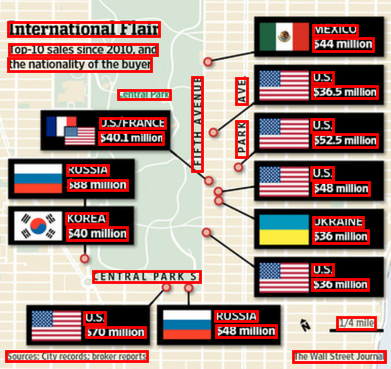 International Flair
Top-10 sales since 2010, and
the nationality of the buyer
MEXICO
$44 million
U.S.
$36.5 million
Central Park
FIFTH AVENUE
PARK AVE
U.S./FRANCE
$40.1 million
U.S.
$52.5 million
RUSSIA
$88 million
U.S.
$48 million
KOREA
$40 million
UKRAINE
$36 million
U.S.
$36 million
CENTRAL PARK S
U.S.
$70 million
RUSSIA
$48 million
N
1/4 mile
Sources: City records; broker reports
The Wall Street Journal